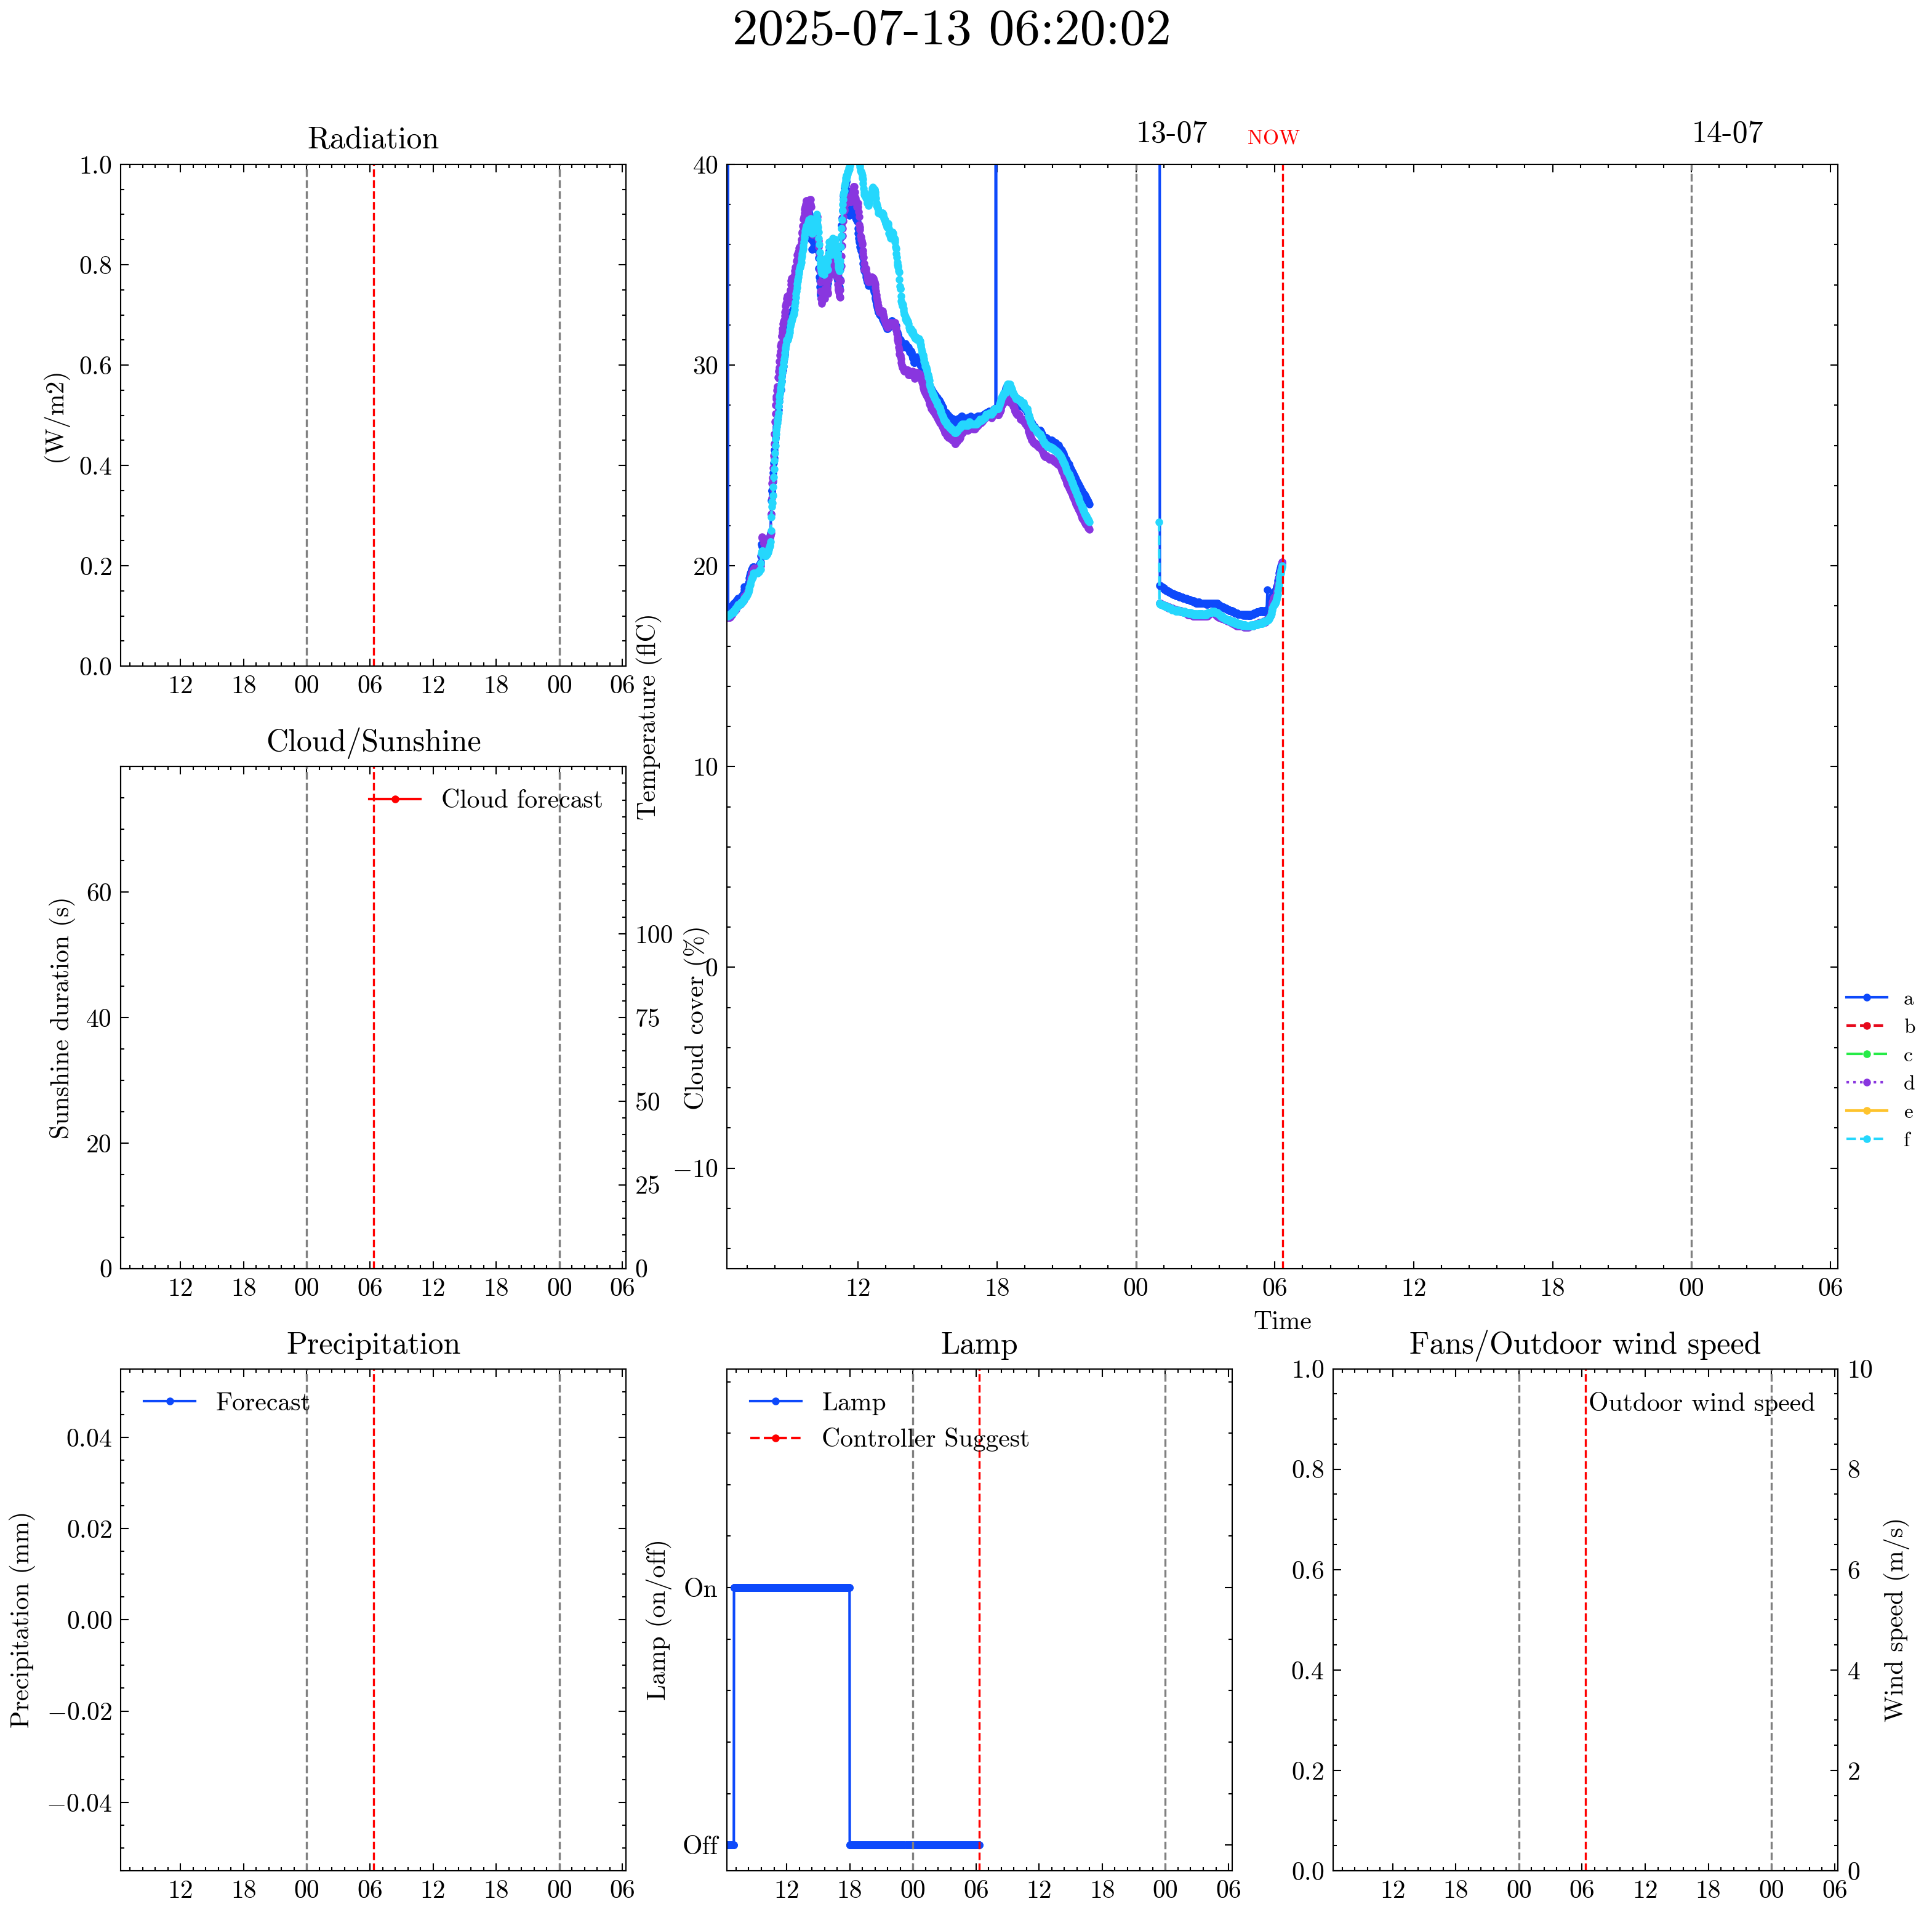 2025-07-13 06:20:02
Radiation
1.0
0.8
0.6
0.4
0.2
0.0
(W/m2)
12 18 00 06 12 18 00 06
13-07 NOW 14-07
40
30
20
10
0
−10
Temperature (flC)
12 18 00 06 12 18 00 06
Time
a
b
c
d
e
f
Cloud/Sunshine
Cloud forecast
60
40
20
0
Sunshine duration (s)
100
75
50
25
0
Cloud cover (%)
12 18 00 06 12 18 00 06
Precipitation
Forecast
0.04
0.02
0.00
−0.02
−0.04
Precipitation (mm)
12 18 00 06 12 18 00 06
Lamp
Lamp
Controller Suggest
On
Off
Lamp (on/off)
12 18 00 06 12 18 00 06
Fans/Outdoor wind speed
Outdoor wind speed
1.0
0.8
0.6
0.4
0.2
0.0
10
8
6
4
2
0
Wind speed (m/s)
12 18 00 06 12 18 00 06